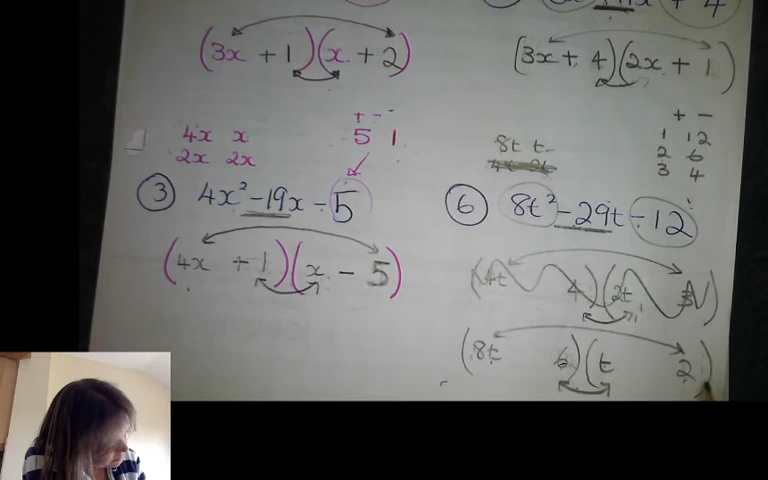 (3x + 1)(x + 2)
(3x + 4)(2x + 1)
4x x
2x 2x
+ - -
5 1
③ 4x² - 19x - 5
(4x + 1)(x - 5)
8t t
+ -
1 12
2 6
3 4
⑥ 8t² - 29t - 12
(4t 4)(2t
(8t 6)(t 2)